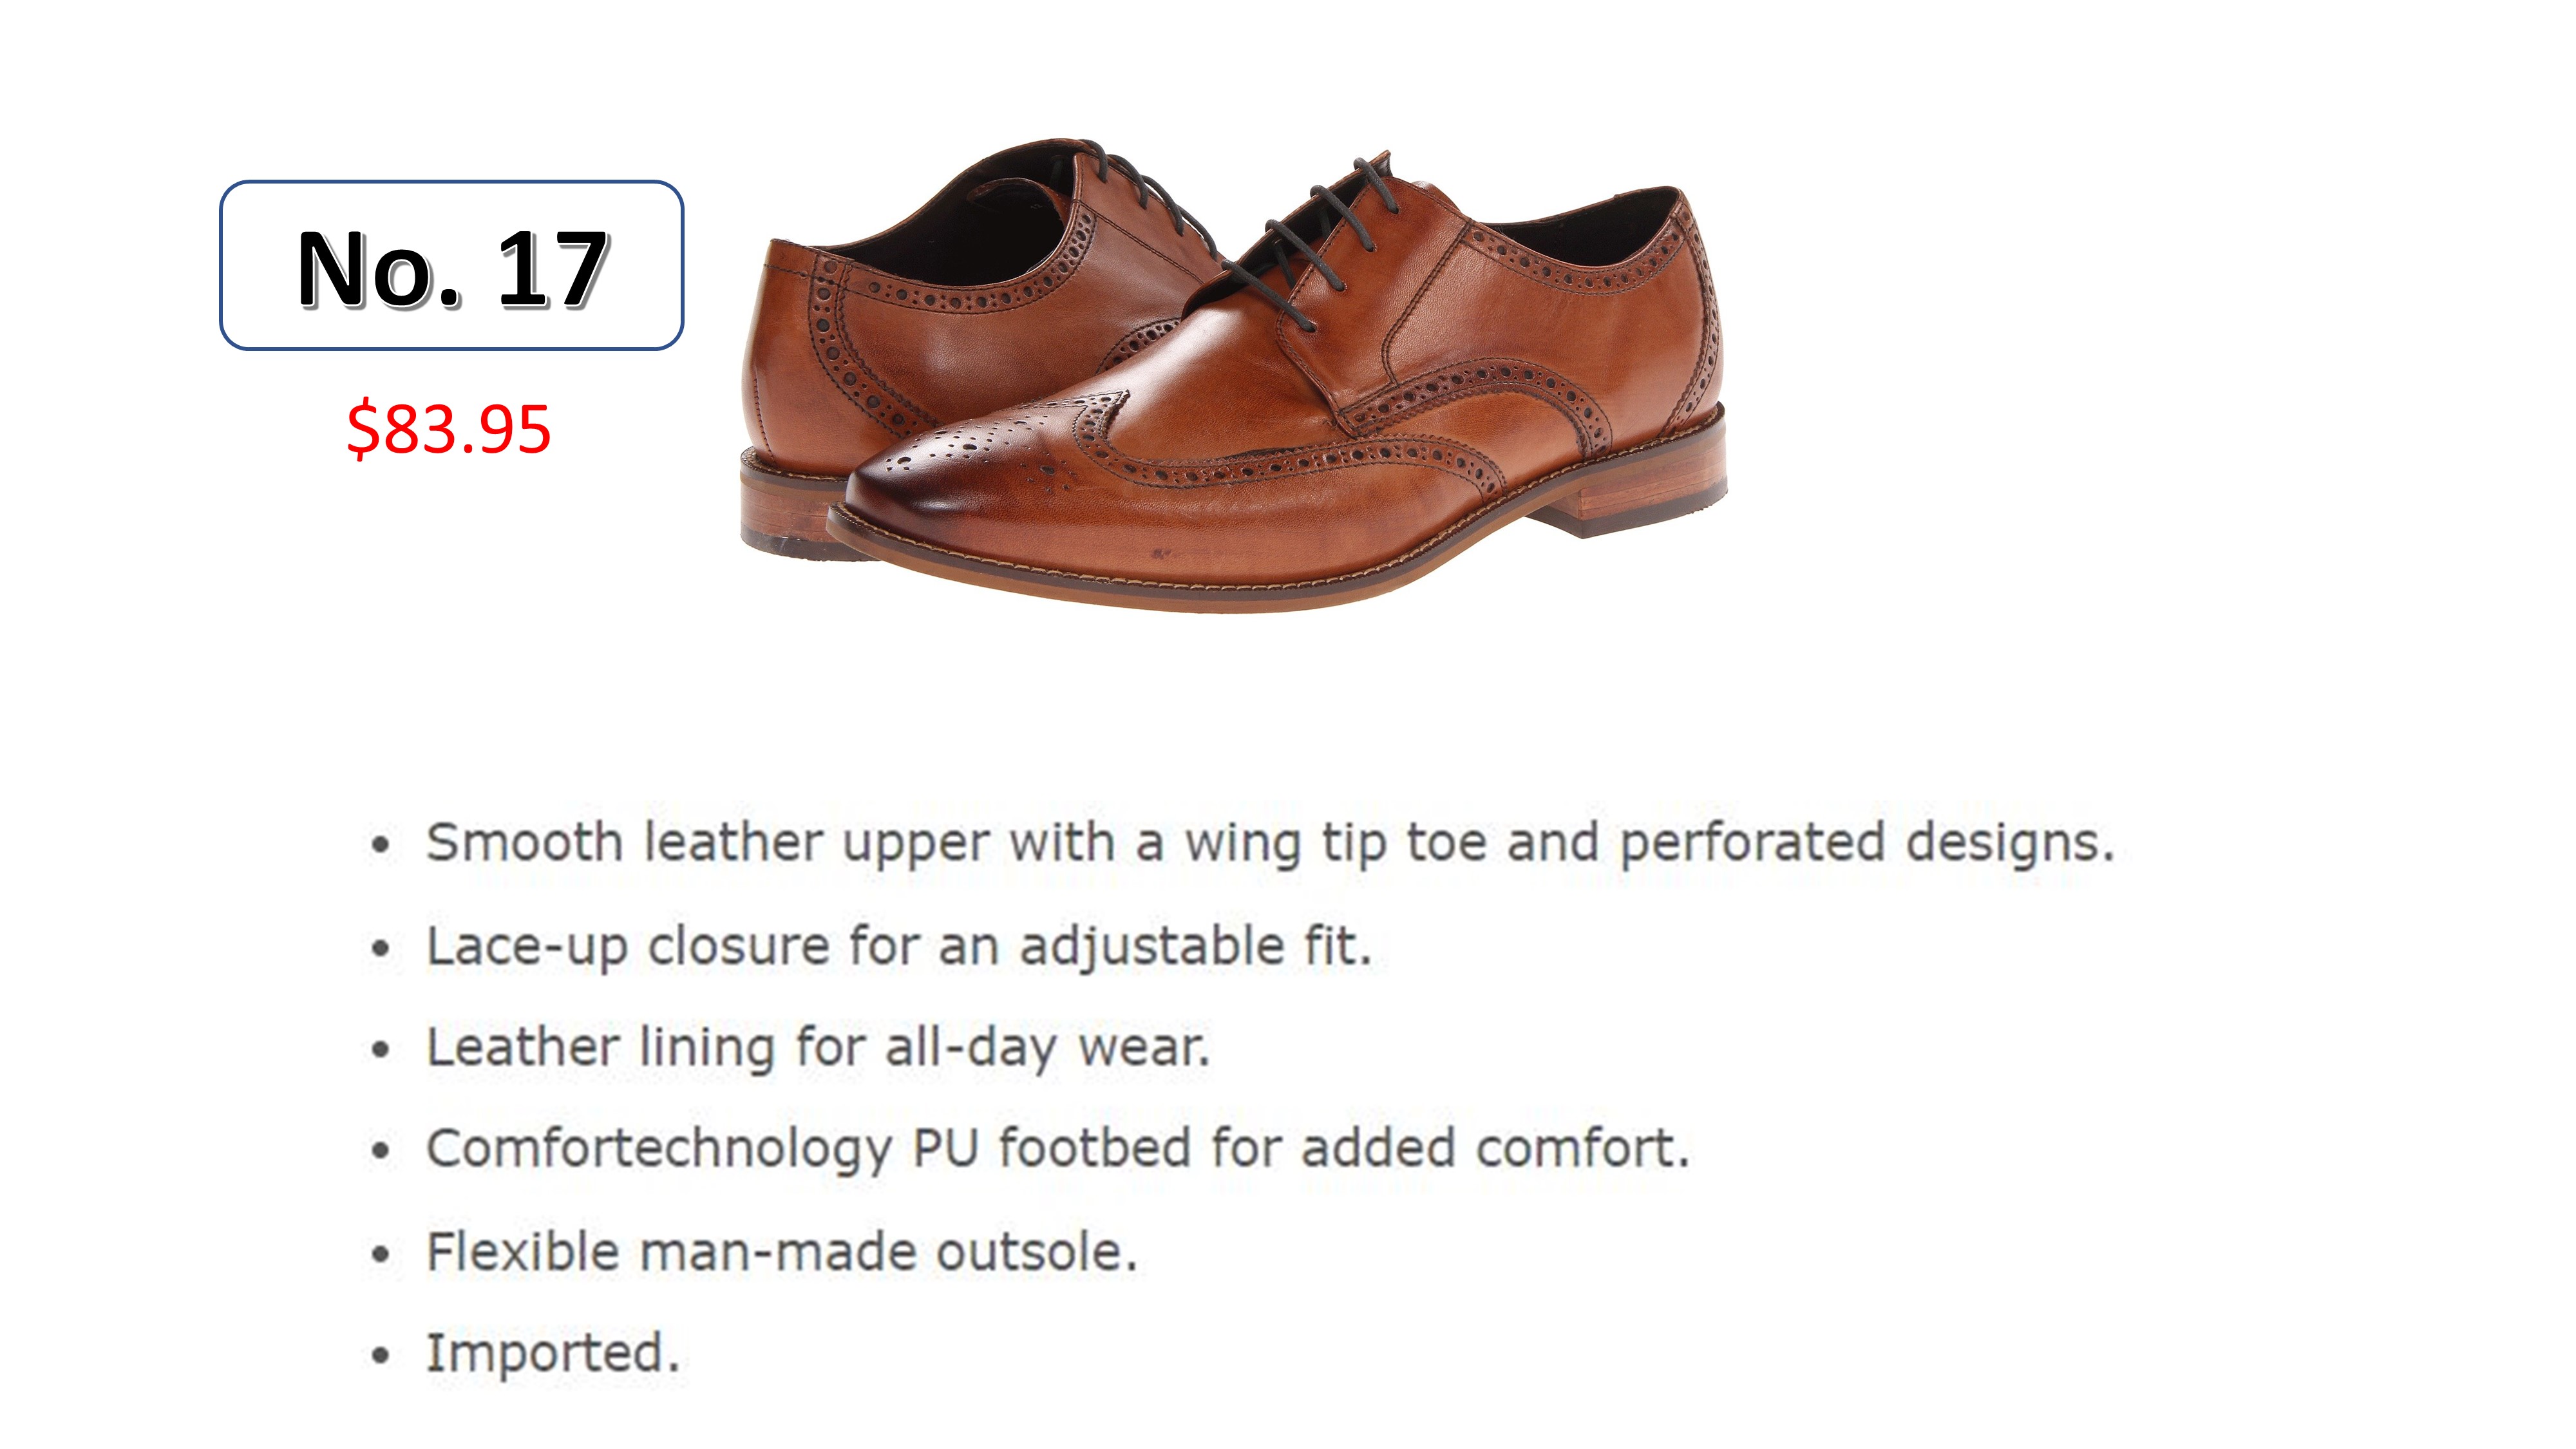 No. 17
$83.95
• Smooth leather upper with a wing tip toe and perforated designs.
• Lace-up closure for an adjustable fit.
• Leather lining for all-day wear.
• Comfortechnology PU footbed for added comfort.
• Flexible man-made outsole.
• Imported.